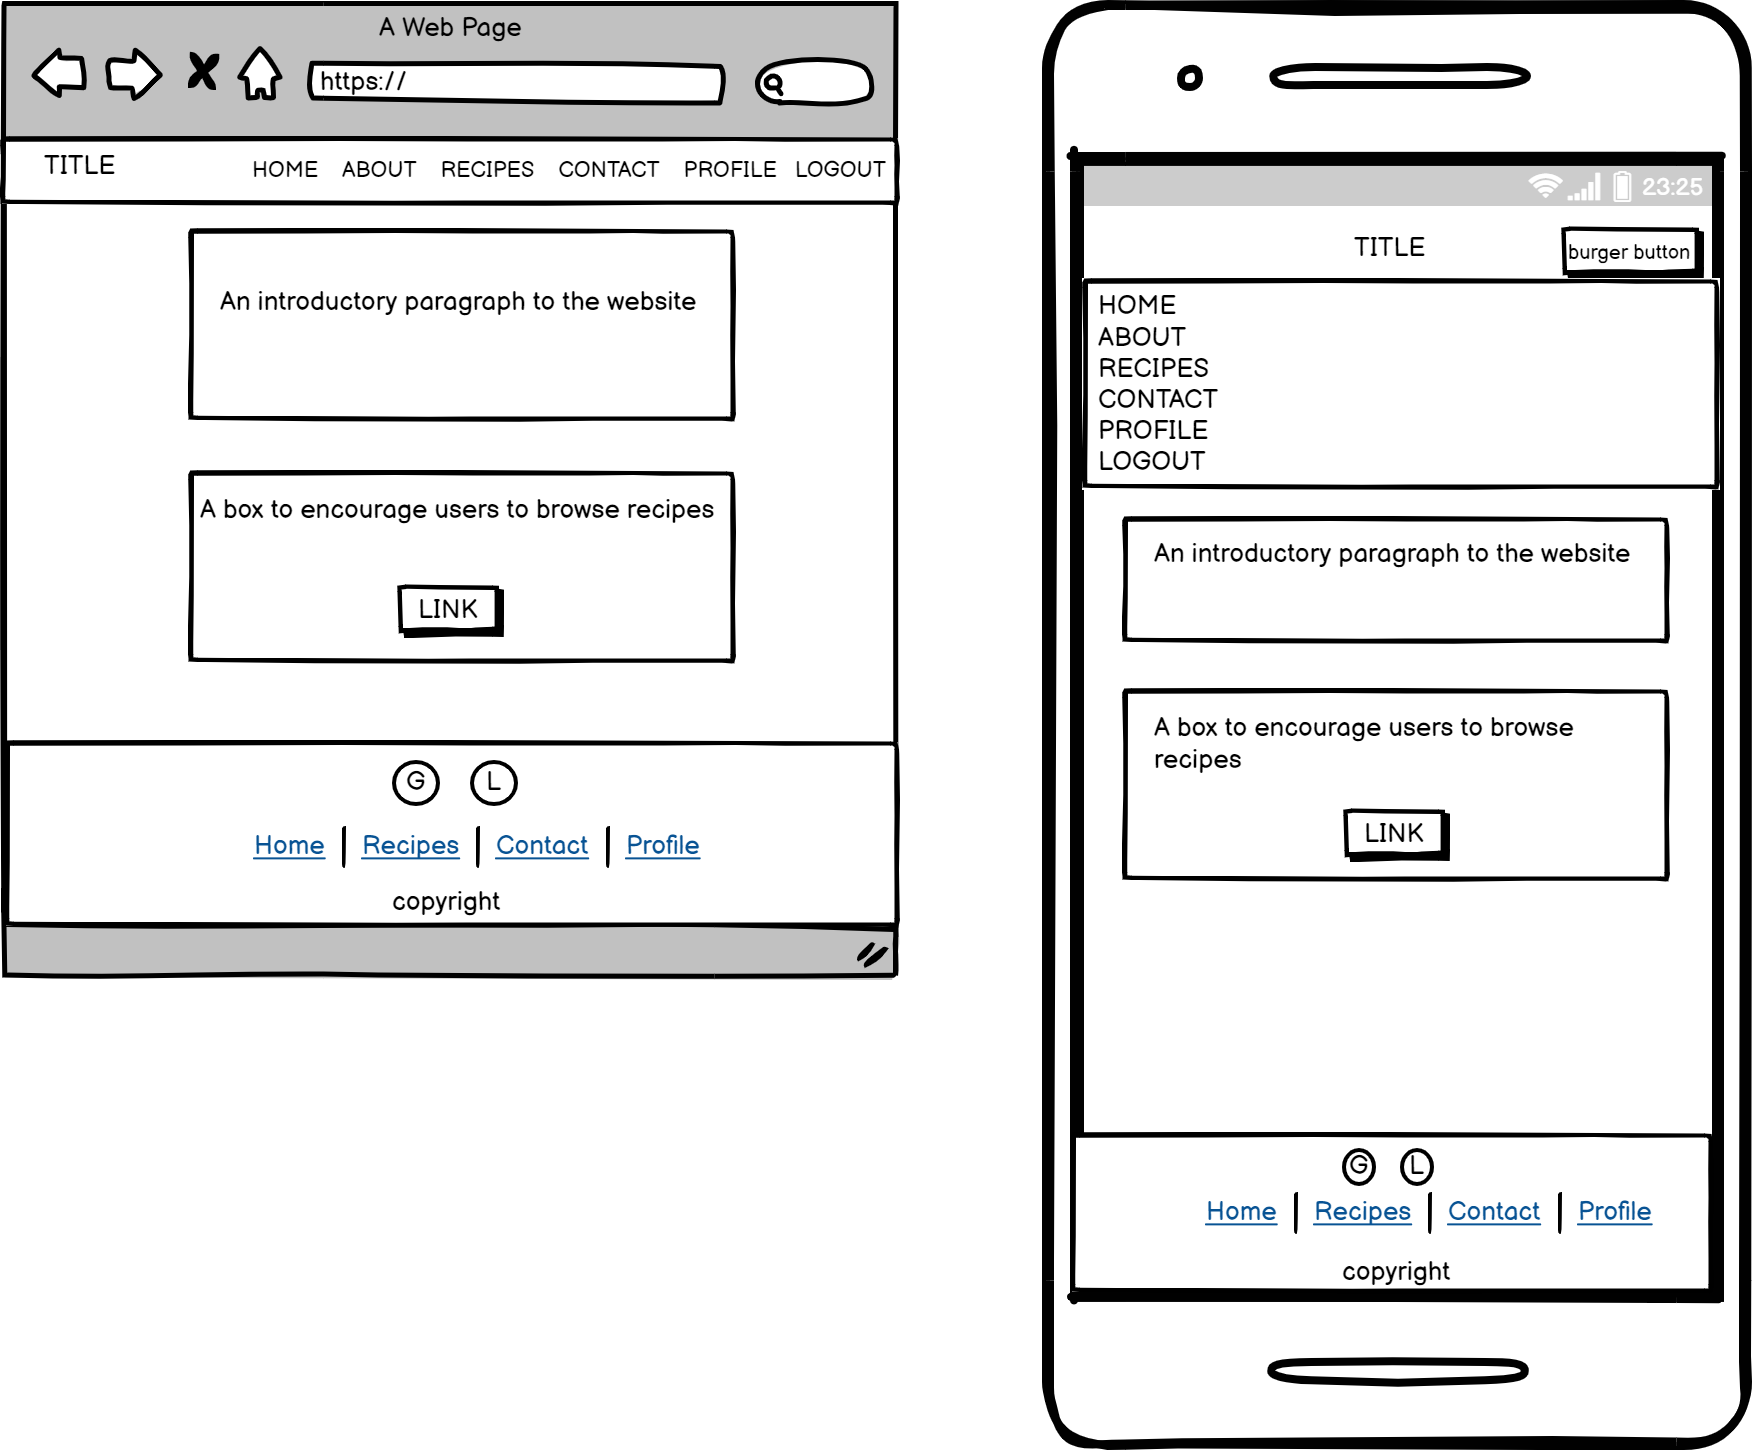 A Web Page
https://
TITLE HOME ABOUT RECIPES CONTACT PROFILE LOGOUT
An introductory paragraph to the website
A box to encourage users to browse recipes
LINK
G L
Home Recipes Contact Profile
copyright
23:25
TITLE burger button
HOME
ABOUT
RECIPES
CONTACT
PROFILE
LOGOUT
An introductory paragraph to the website
A box to encourage users to browse
recipes
LINK
G L
Home Recipes Contact Profile
copyright